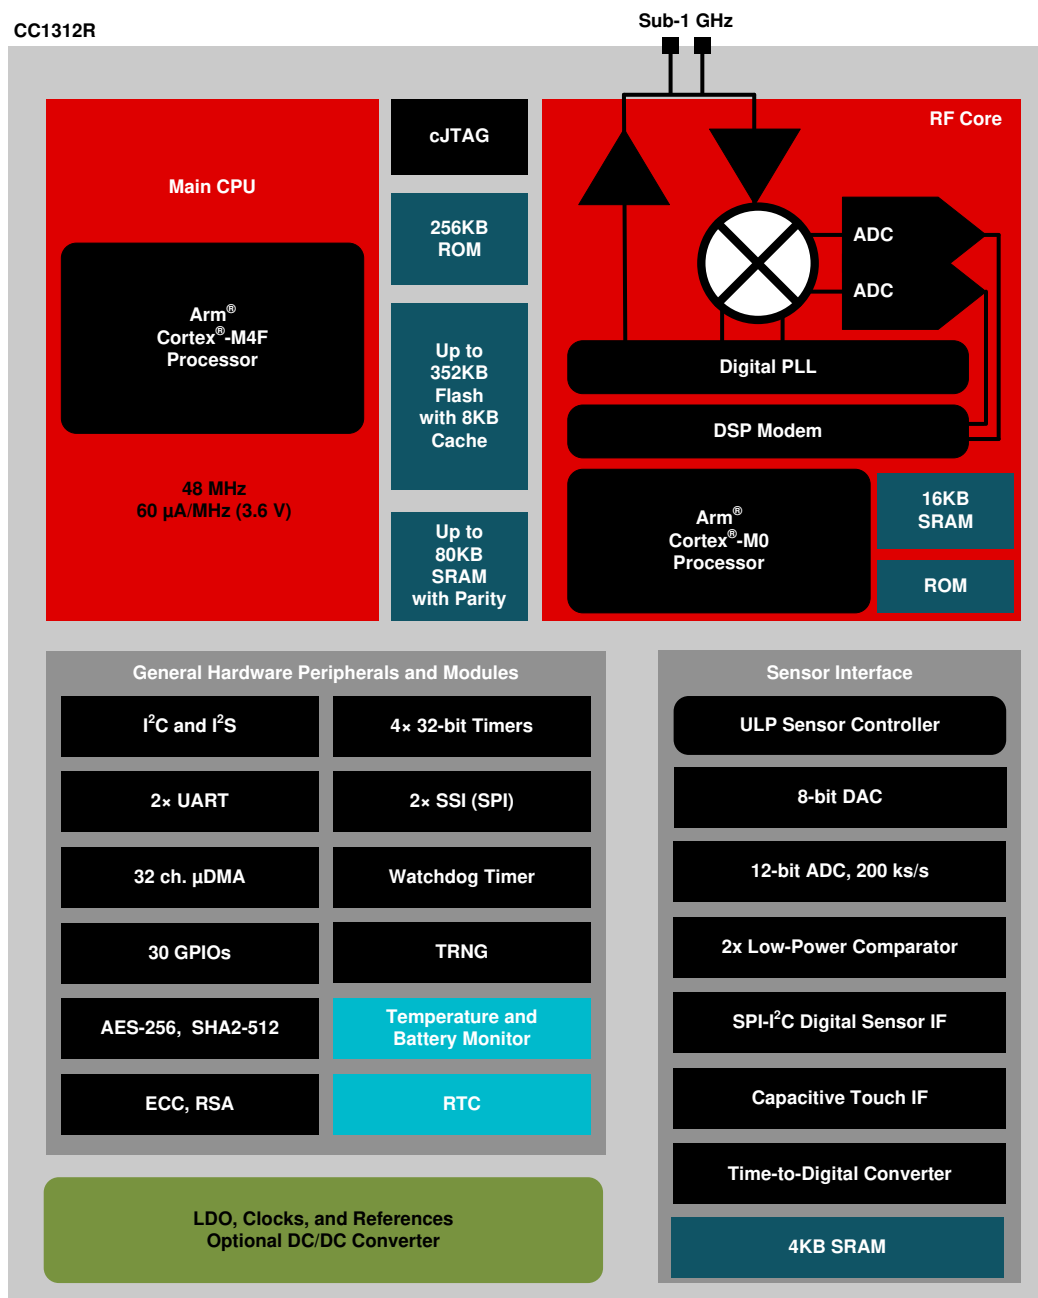 CC1312R
Sub-1 GHz
Main CPU
Arm®
Cortex®-M4F
Processor
48 MHz
60 µA/MHz (3.6 V)
cJTAG
256KB
ROM
Up to
352KB
Flash
with 8KB
Cache
Up to
80KB
SRAM
with Parity
RF Core
ADC
ADC
Digital PLL
DSP Modem
Arm®
Cortex®-M0
Processor
16KB
SRAM
ROM
General Hardware Peripherals and Modules
I²C and I²S
4× 32-bit Timers
2× UART
2× SSI (SPI)
32 ch. µDMA
Watchdog Timer
30 GPIOs
TRNG
AES-256, SHA2-512
Temperature and
Battery Monitor
ECC, RSA
RTC
LDO, Clocks, and References
Optional DC/DC Converter
Sensor Interface
ULP Sensor Controller
8-bit DAC
12-bit ADC, 200 ks/s
2x Low-Power Comparator
SPI-I²C Digital Sensor IF
Capacitive Touch IF
Time-to-Digital Converter
4KB SRAM